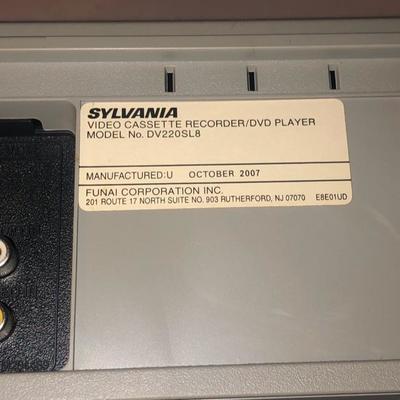 SYLVANIA
VIDEO CASSETTE RECORDER/DVD PLAYER
MODEL No. DV220SL8
MANUFACTURED:U OCTOBER 2007
FUNAI CORPORATION INC.
201 ROUTE 17 NORTH SUITE NO. 903 RUTHERFORD, NJ 07070 E8E01UD